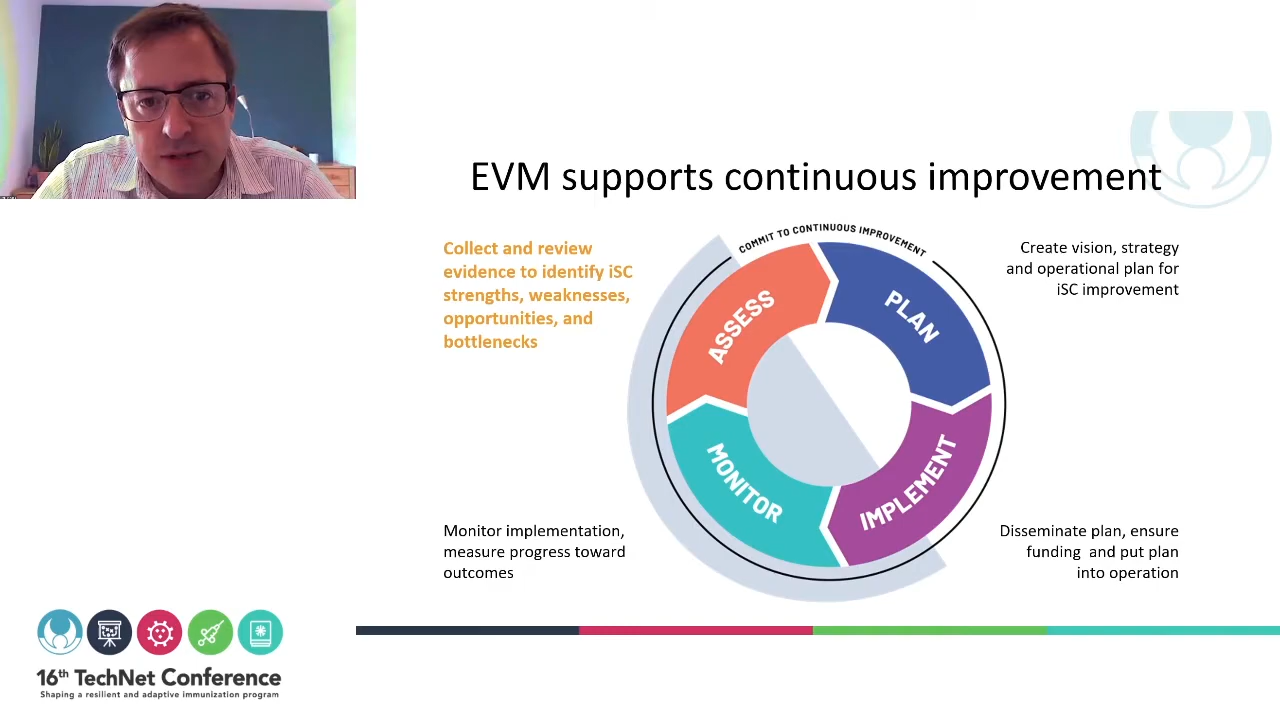 EVM supports continuous improvement
Collect and review
evidence to identify iSC
strengths, weaknesses,
opportunities, and
bottlenecks
COMMIT TO CONTINUOUS IMPROVEMENT
Create vision, strategy
and operational plan for
iSC improvement
ASSESS
PLAN
MONITOR
IMPLEMENT
Monitor implementation,
measure progress toward
outcomes
Disseminate plan, ensure
funding and put plan
into operation
16th TechNet Conference
Shaping a resilient and adaptive immunization program